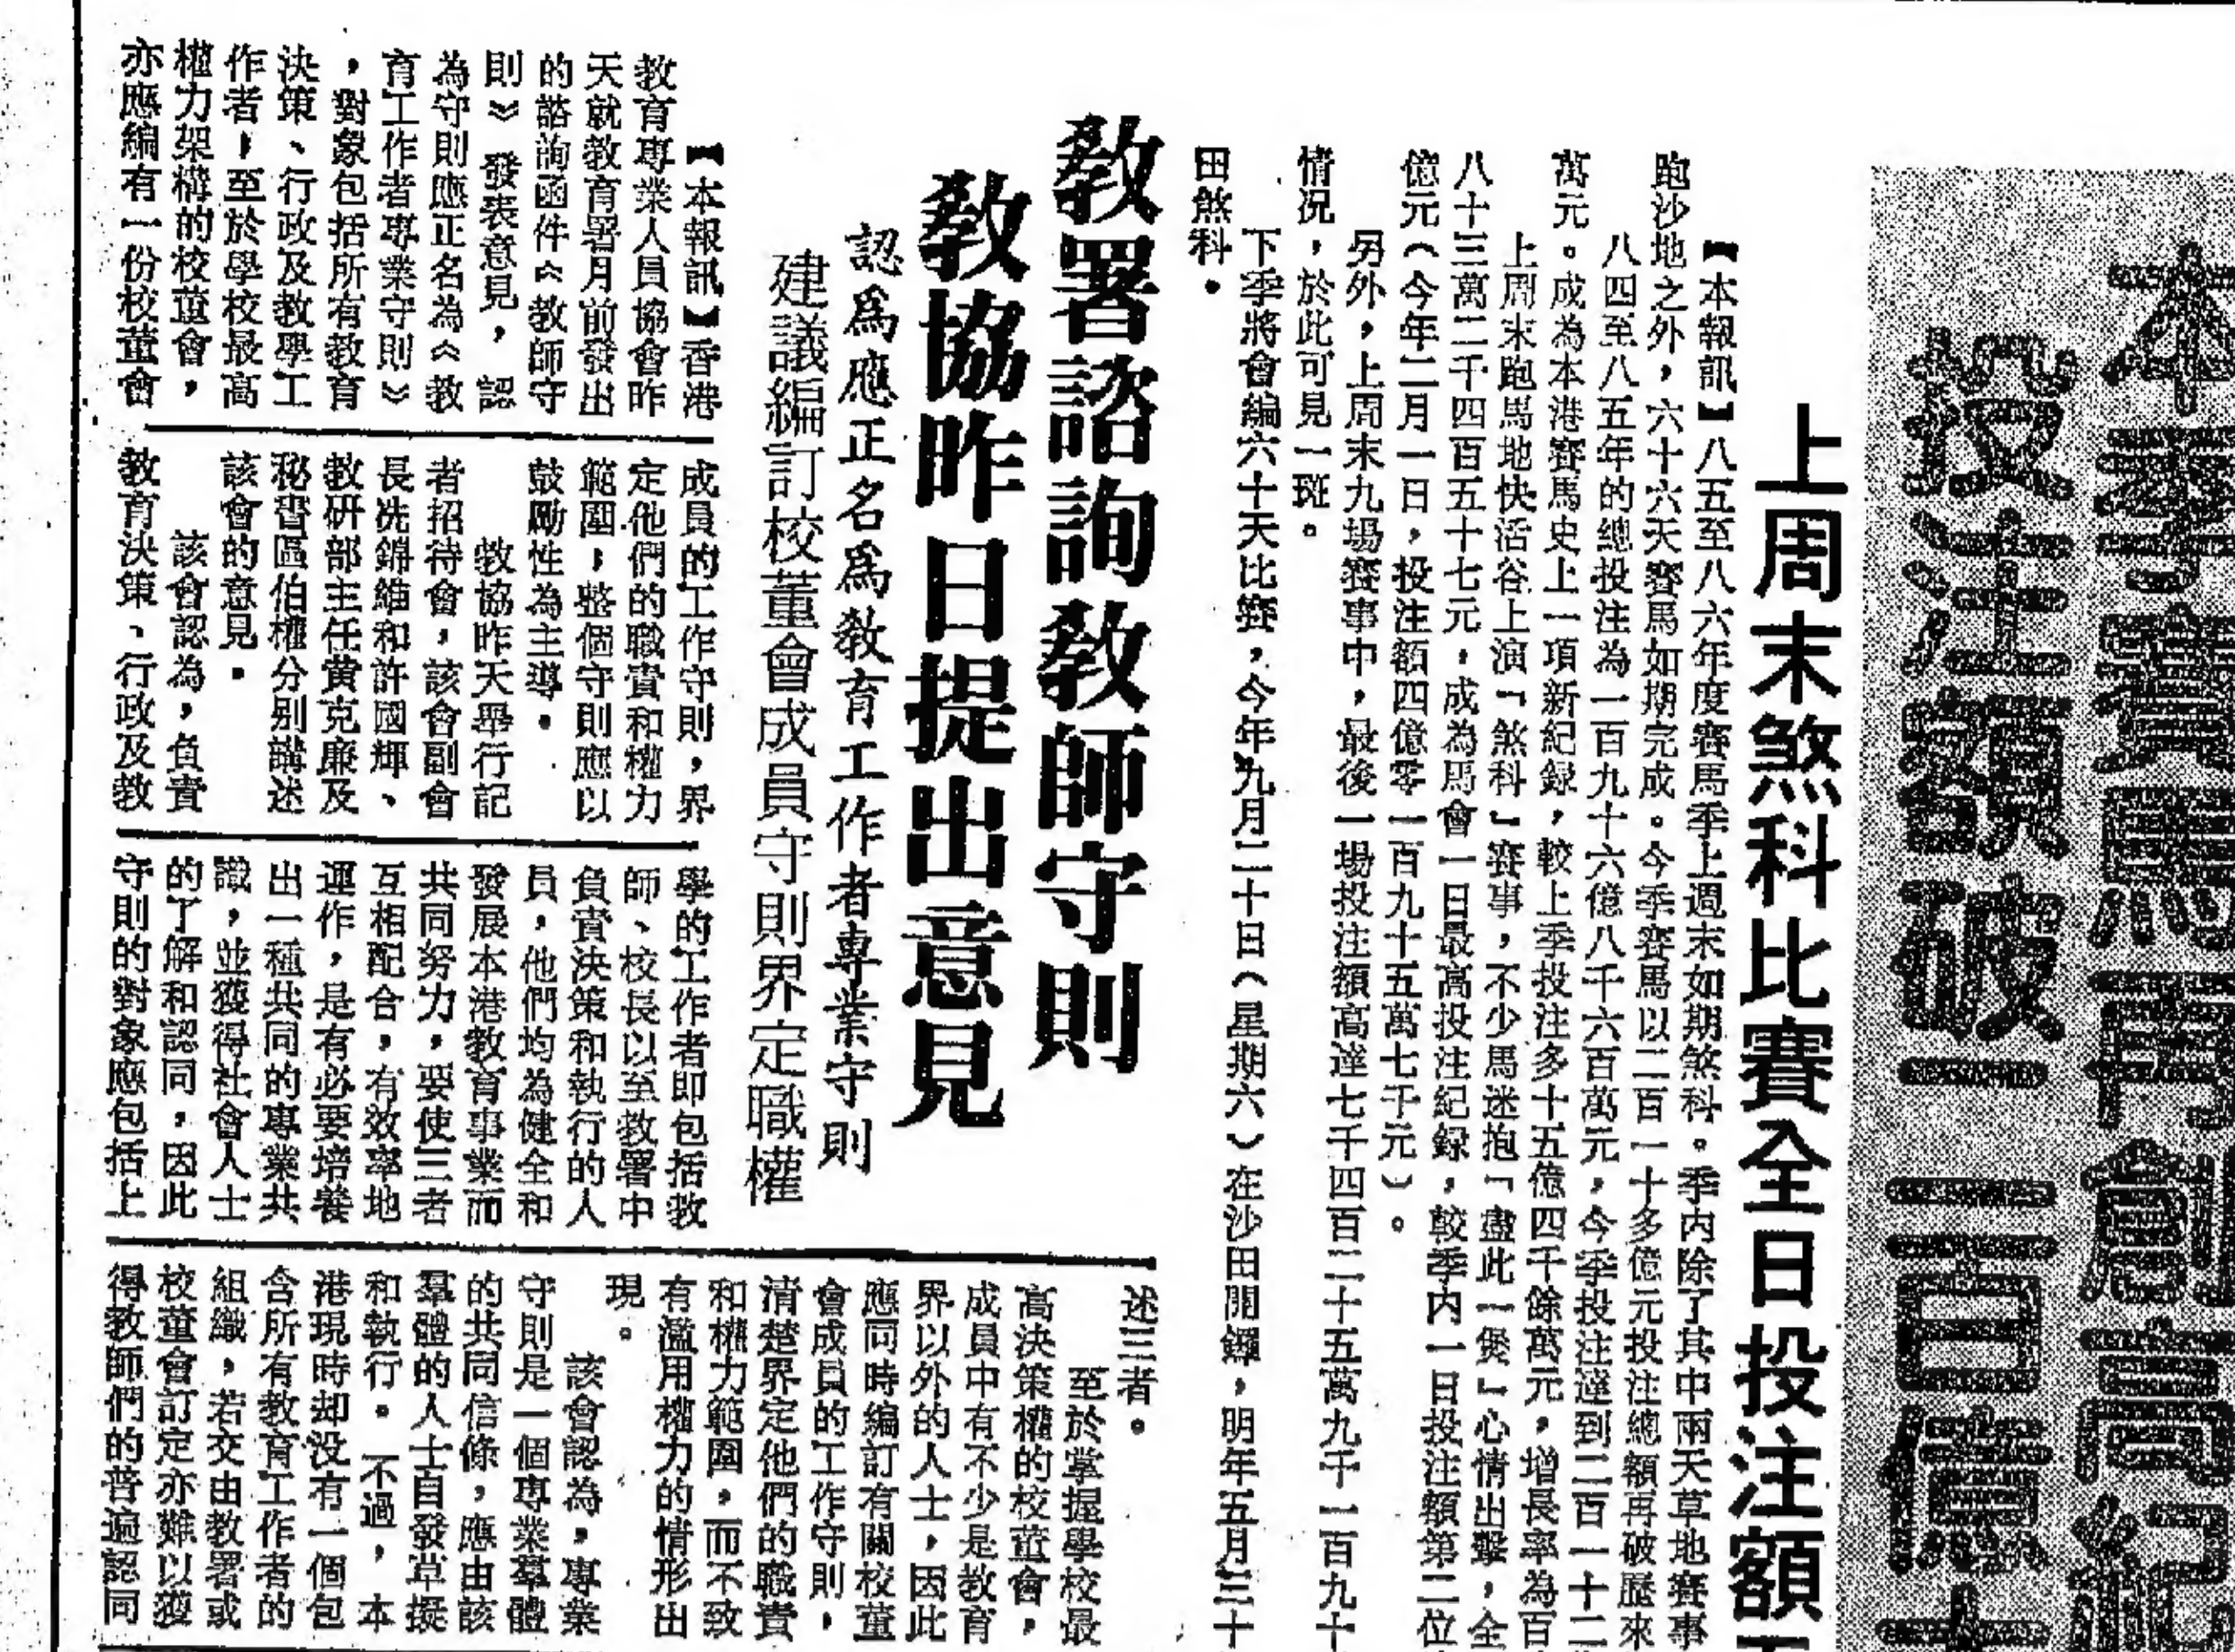 本季賽馬再創高紀
投注額破二百億
上周末煞科比賽全日投注額
【本報訊】八五至八六年度賽馬季上週末如期煞科。季內除了其中兩天草地賽事
跑沙地之外，六十六天賽馬如期完成。今季賽馬以二百一十多億元投注總額再破歷來
八四至八五年的總投注為一百九十六億八千六百萬元，今季投注達到二百一十二
萬元。成為本港賽馬史上一項新紀録，較上季投注多十五億四千餘萬元，增長率為百
上周末跑馬地快活谷上演「煞科」賽事，不少馬迷抱「盡此一煲」心情出擊，全
八十三萬二千四百五十七元，成為馬會一日最高投注紀録，較季內一日投注額第二位
億元（今年二月一日，投注額四億零一百九十五萬七千元）。
另外，上周末九場賽事中，最後一場投注額高達七千四百二十五萬九千一百九十
情况，於此可見一斑。
下季將會編六十天比賽，今年九月二十日（星期六）在沙田開鑼，明年五月三十
田煞科。
教署諮詢教師守則
教協昨日提出意見
認爲應正名爲教育工作者專業守則
建議編訂校董會成員守則界定職權
【本報訊】香港
教育專業人員協會昨
天就教育署月前發出
的諮詢函件《教師守
則》發表意見，認
為守則應正名為《教
育工作者專業守則》
，對象包括所有教育
決策、行政及教學工
作者，至於學校最高
權力架構的校董會，
亦應編有一份校董會
成員的工作守則，界
定他們的職責和權力
範圍；整個守則應以
鼓勵性為主導。
教協昨天舉行記
者招待會，該會副會
長冼錦維和許國輝、
教研部主任黄克廉及
秘書區伯權分别講述
該會的意見。
該會認為，負責
教育決策、行政及教
學的工作者即包括教
師、校長以至教署中
負責決策和執行的人
員，他們均為健全和
發展本港教育事業而
共同努力，要使三者
互相配合，有效率地
運作，是有必要培養
出一種共同的專業共
識，並獲得社會人士
的了解和認同，因此
守則的對象應包括上
述三者。
至於掌握學校最
高決策權的校董會，
成員中有不少是教育
界以外的人士，因此
應同時編訂有關校董
會成員的工作守則，
清楚界定他們的職責
和權力範圍，而不致
有濫用權力的情形出
現。
該會認為，專業
守則是一個專業羣體
的共同信條，應由該
羣體的人士自發草擬
和執行。不過，本
港現時却没有一個包
含所有教育工作者的
組織，若交由教署或
校董會訂定亦難以獲
得教師們的普遍認同